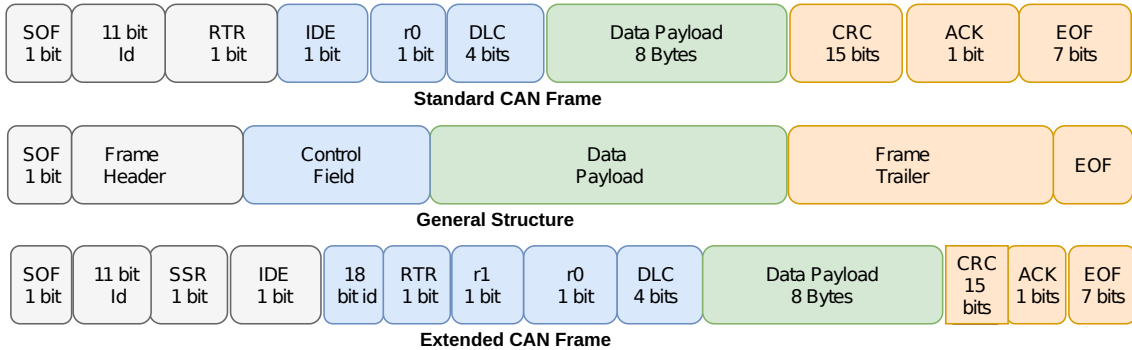 SOF 11 bit RTR IDE r0 DLC Data Payload CRC ACK EOF
1 bit Id 1 bit 1 bit 1 bit 4 bits 8 Bytes 15 bits 1 bit 7 bits
Standard CAN Frame
SOF Frame Control Data Frame EOF
1 bit Header Field Payload Trailer
General Structure
SOF 11 bit SSR IDE 18 RTR r1 r0 DLC Data Payload CRC ACK EOF
1 bit Id 1 bit 1 bit bit id 1 bit 1 bit 1 bit 4 bits 8 Bytes 15 1 bits 7 bits
bits
Extended CAN Frame